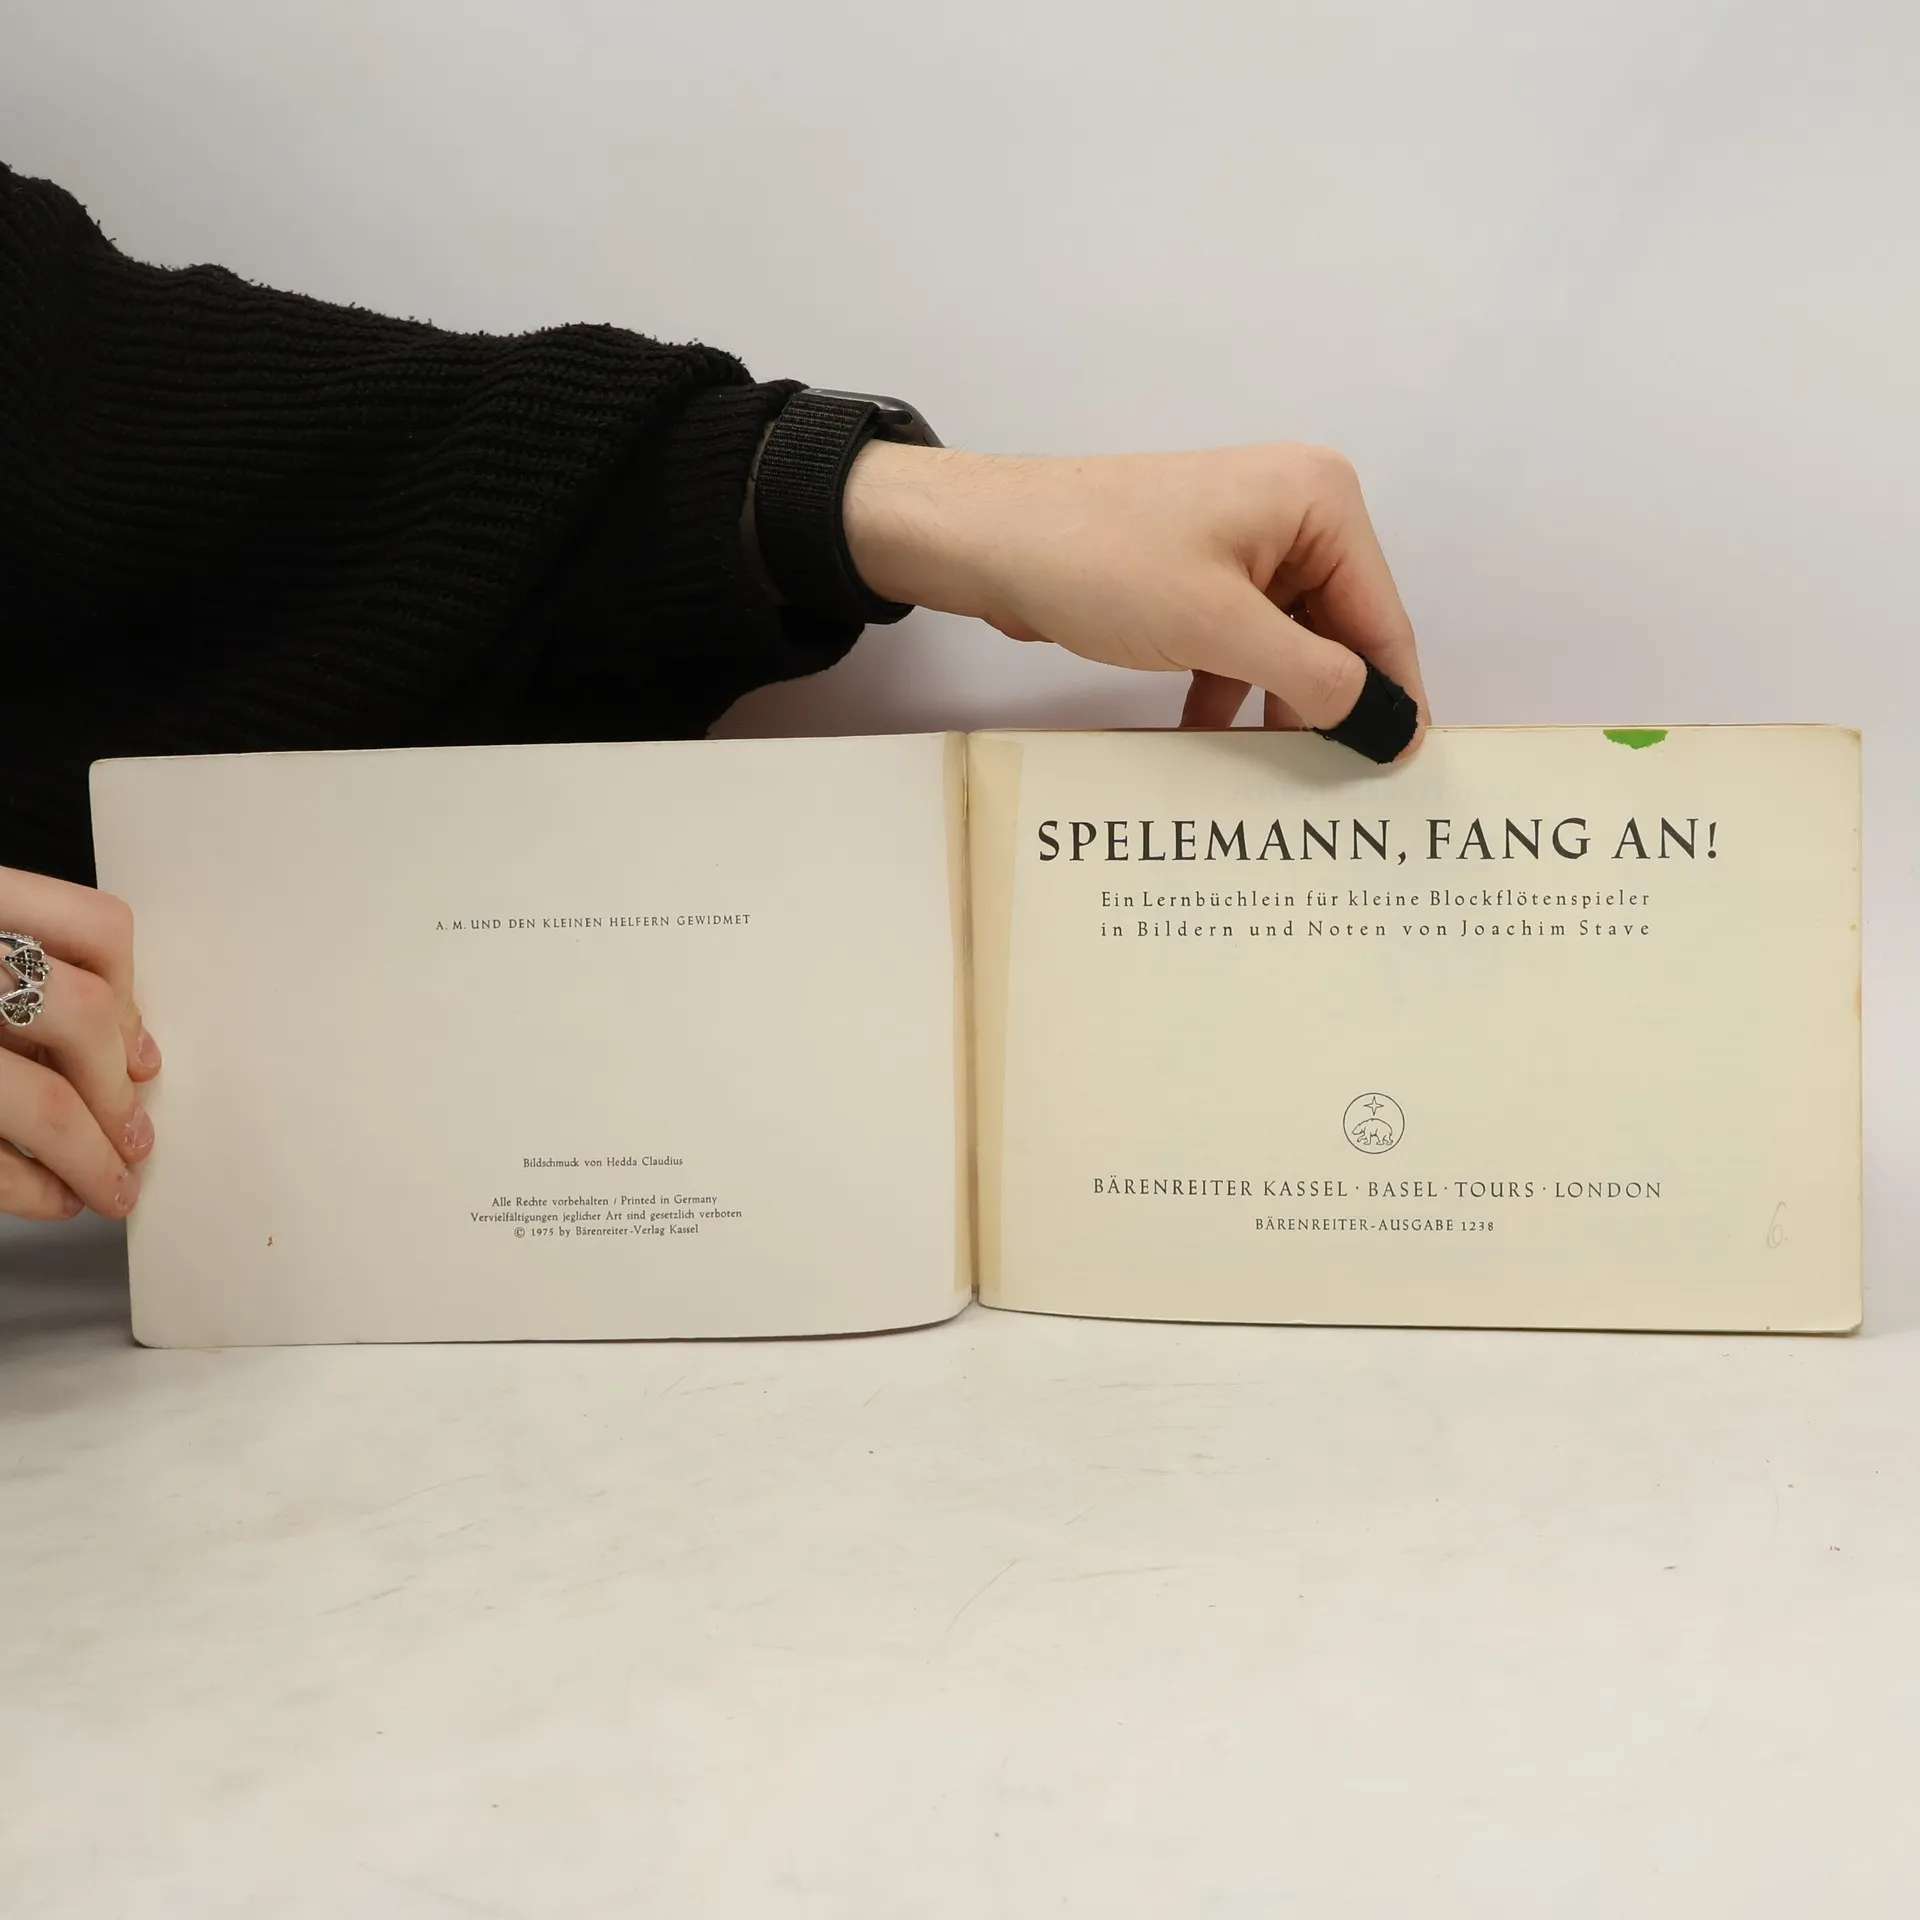 A. M. UND DEN KLEINEN HELFERN GEWIDMET
Bildschmuck von Hedda Claudius
Alle Rechte vorbehalten / Printed in Germany
Vervielfältigungen jeglicher Art sind gesetzlich verboten
© 1975 by Bärenreiter-Verlag Kassel
SPELEMANN, FANG AN!
Ein Lernbüchlein für kleine Blockflötenspieler
in Bildern und Noten von Joachim Stave
BÄRENREITER KASSEL · BASEL · TOURS · LONDON
BÄRENREITER-AUSGABE 1238
6.